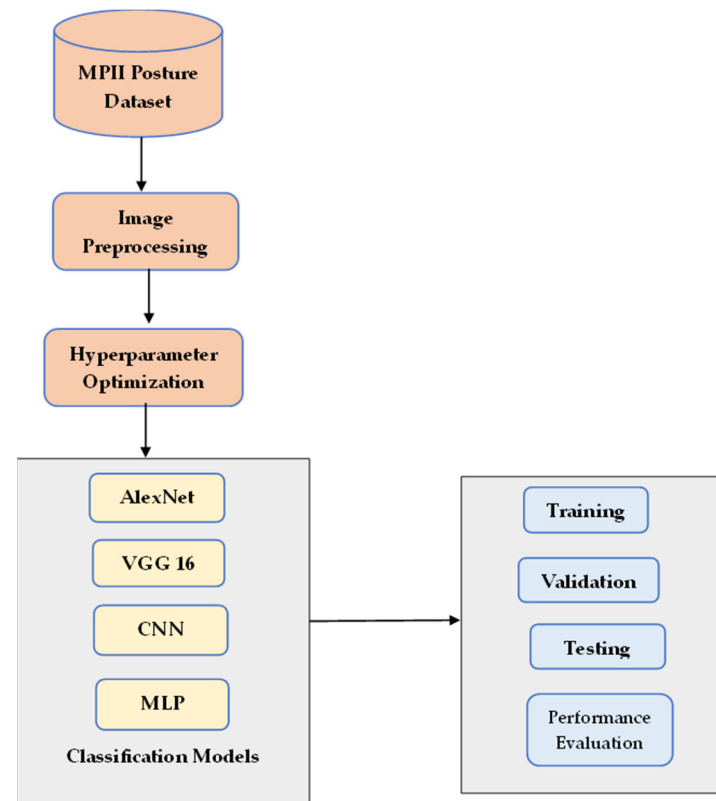 MPII Posture
Dataset
Image
Preprocessing
Hyperparameter
Optimization
AlexNet
VGG 16
CNN
MLP
Classification Models
Training
Validation
Testing
Performance
Evaluation